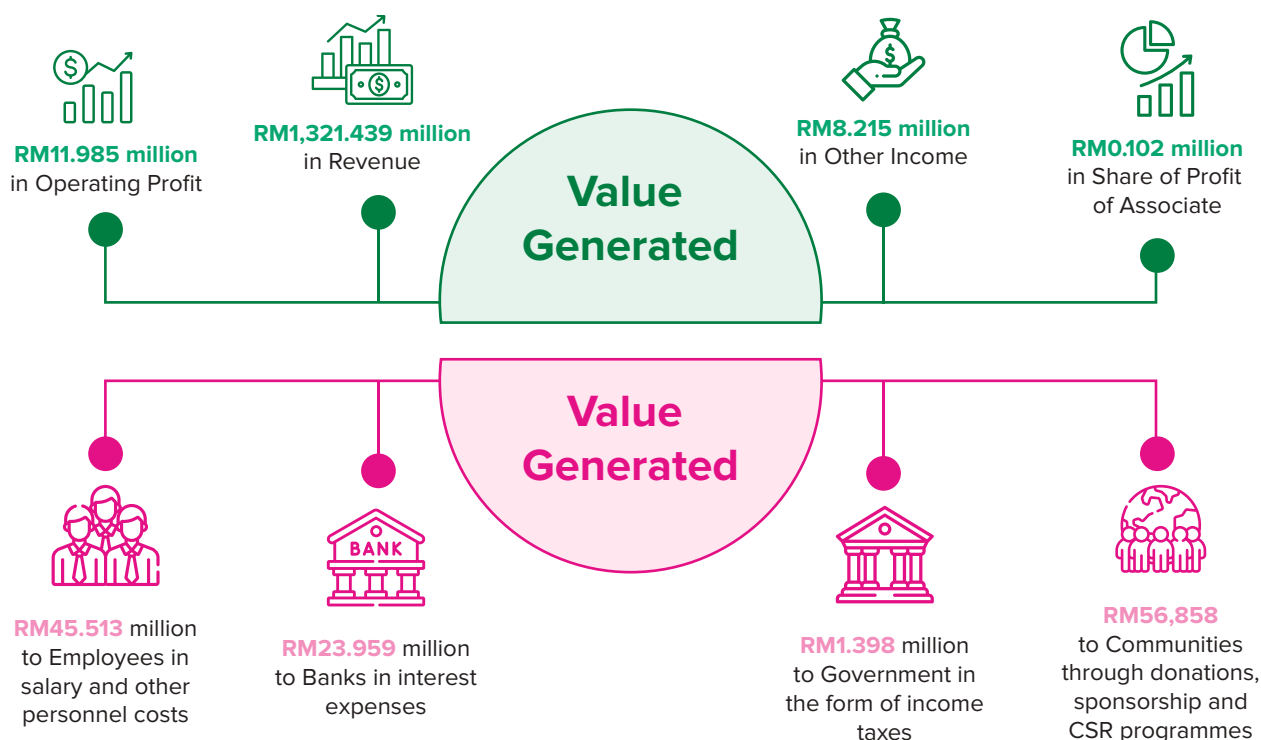 RM11.985 million
in Operating Profit
RM1,321.439 million
in Revenue
Value
Generated
RM8.215 million
in Other Income
RM0.102 million
in Share of Profit
of Associate
Value
Generated
RM45.513 million
to Employees in
salary and other
personnel costs
BANK
RM23.959 million
to Banks in interest
expenses
RM1.398 million
to Government in
the form of income
taxes
RM56,858
to Communities
through donations,
sponsorship and
CSR programmes